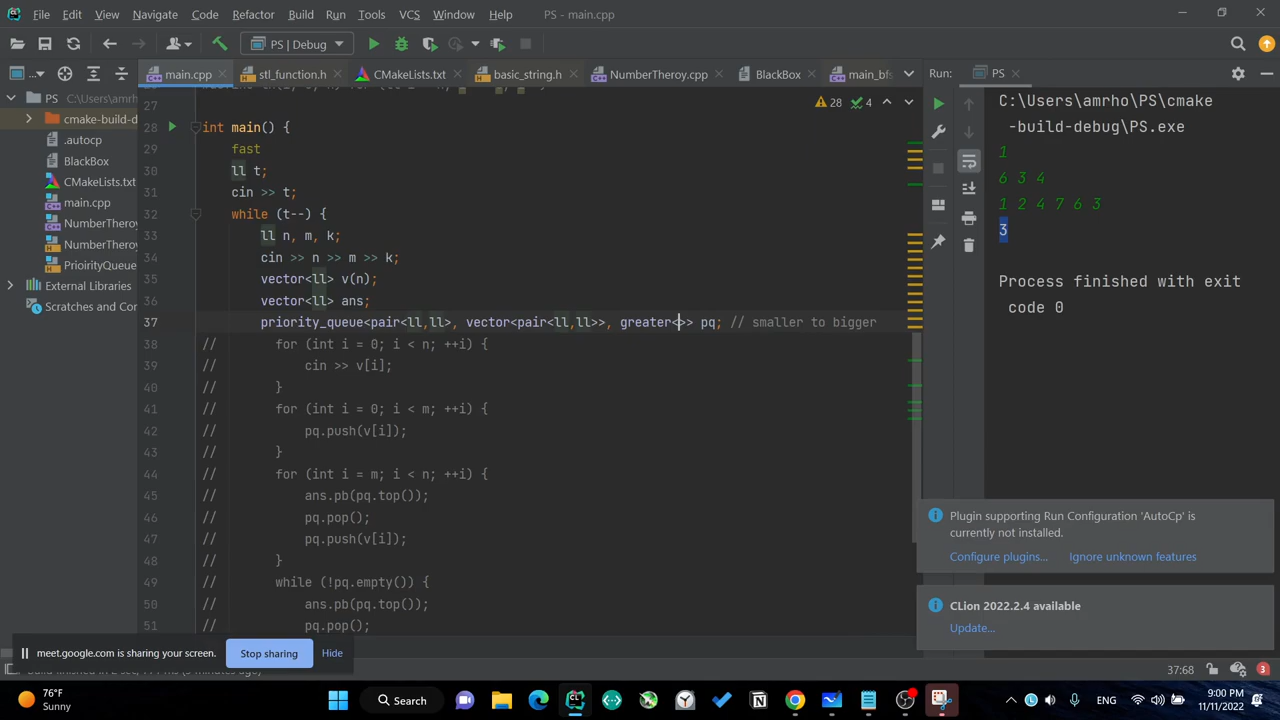 File Edit View Navigate Code Refactor Build Run Tools VCS Window Help PS - main.cpp
PS | Debug
main.cpp stl_function.h CMakeLists.txt basic_string.h NumberTheroy.cpp BlackBox main_bfs Run: PS
PS C:\Users\amrho
cmake-build-d
.autocp
BlackBox
CMakeLists.txt
main.cpp
NumberTheroy
NumberTheroy
PrioirityQueue
External Libraries
Scratches and Con
28 4
27
28 int main() {
29 fast
30 ll t;
31 cin >> t;
32 while (t--) {
33 ll n, m, k;
34 cin >> n >> m >> k;
35 vector<ll> v(n);
36 vector<ll> ans;
37 priority_queue<pair<ll,ll>, vector<pair<ll,ll>>, greater<>> pq; // smaller to bigger
38 // for (int i = 0; i < n; ++i) {
39 // cin >> v[i];
40 // }
41 // for (int i = 0; i < m; ++i) {
42 // pq.push(v[i]);
43 // }
44 // for (int i = m; i < n; ++i) {
45 // ans.pb(pq.top());
46 // pq.pop();
47 // pq.push(v[i]);
48 // }
49 // while (!pq.empty()) {
50 // ans.pb(pq.top());
51 // pq.pop();
C:\Users\amrho\PS\cmake
-build-debug\PS.exe
1
6 3 4
1 2 4 7 6 3
3
Process finished with exit
code 0
Plugin supporting Run Configuration 'AutoCp' is
currently not installed.
Configure plugins... Ignore unknown features
CLion 2022.2.4 available
Update...
meet.google.com is sharing your screen. Stop sharing Hide
37:68 3
76°F
Sunny
Search
ENG
9:00 PM
11/11/2022